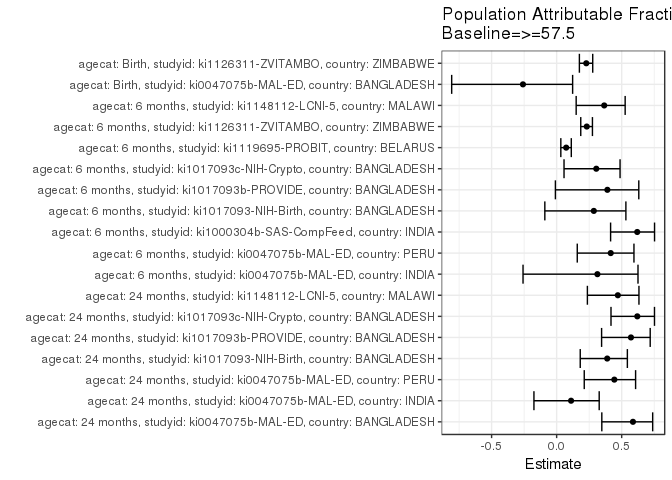 Population Attributable Fracti
Baseline=>=57.5
agecat: Birth, studyid: ki1126311-ZVITAMBO, country: ZIMBABWE
agecat: Birth, studyid: ki0047075b-MAL-ED, country: BANGLADESH
agecat: 6 months, studyid: ki1148112-LCNI-5, country: MALAWI
agecat: 6 months, studyid: ki1126311-ZVITAMBO, country: ZIMBABWE
agecat: 6 months, studyid: ki1119695-PROBIT, country: BELARUS
agecat: 6 months, studyid: ki1017093c-NIH-Crypto, country: BANGLADESH
agecat: 6 months, studyid: ki1017093b-PROVIDE, country: BANGLADESH
agecat: 6 months, studyid: ki1017093-NIH-Birth, country: BANGLADESH
agecat: 6 months, studyid: ki1000304b-SAS-CompFeed, country: INDIA
agecat: 6 months, studyid: ki0047075b-MAL-ED, country: PERU
agecat: 6 months, studyid: ki0047075b-MAL-ED, country: INDIA
agecat: 24 months, studyid: ki1148112-LCNI-5, country: MALAWI
agecat: 24 months, studyid: ki1017093c-NIH-Crypto, country: BANGLADESH
agecat: 24 months, studyid: ki1017093b-PROVIDE, country: BANGLADESH
agecat: 24 months, studyid: ki1017093-NIH-Birth, country: BANGLADESH
agecat: 24 months, studyid: ki0047075b-MAL-ED, country: PERU
agecat: 24 months, studyid: ki0047075b-MAL-ED, country: INDIA
agecat: 24 months, studyid: ki0047075b-MAL-ED, country: BANGLADESH
-0.5 0.0 0.5
Estimate